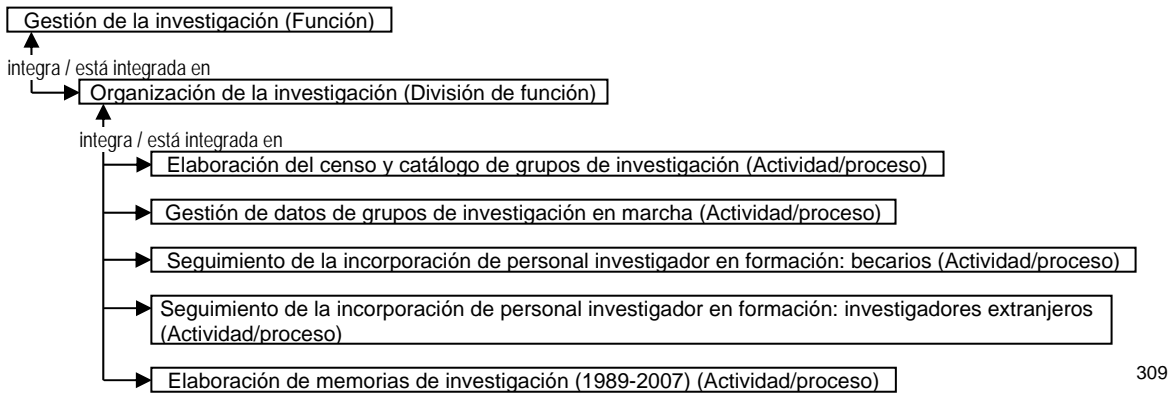 Gestión de la investigación (Función)
integra / está integrada en
Organización de la investigación (División de función)
integra / está integrada en
Elaboración del censo y catálogo de grupos de investigación (Actividad/proceso)
Gestión de datos de grupos de investigación en marcha (Actividad/proceso)
Seguimiento de la incorporación de personal investigador en formación: becarios (Actividad/proceso)
Seguimiento de la incorporación de personal investigador en formación: investigadores extranjeros
(Actividad/proceso)
Elaboración de memorias de investigación (1989-2007) (Actividad/proceso)
309